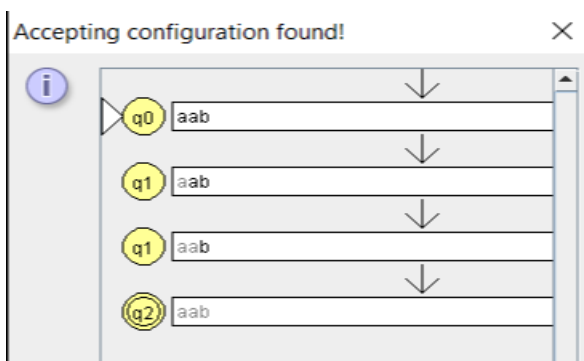 Accepting configuration found!
i
q0 aab
q1 aab
q1 aab
q2 aab